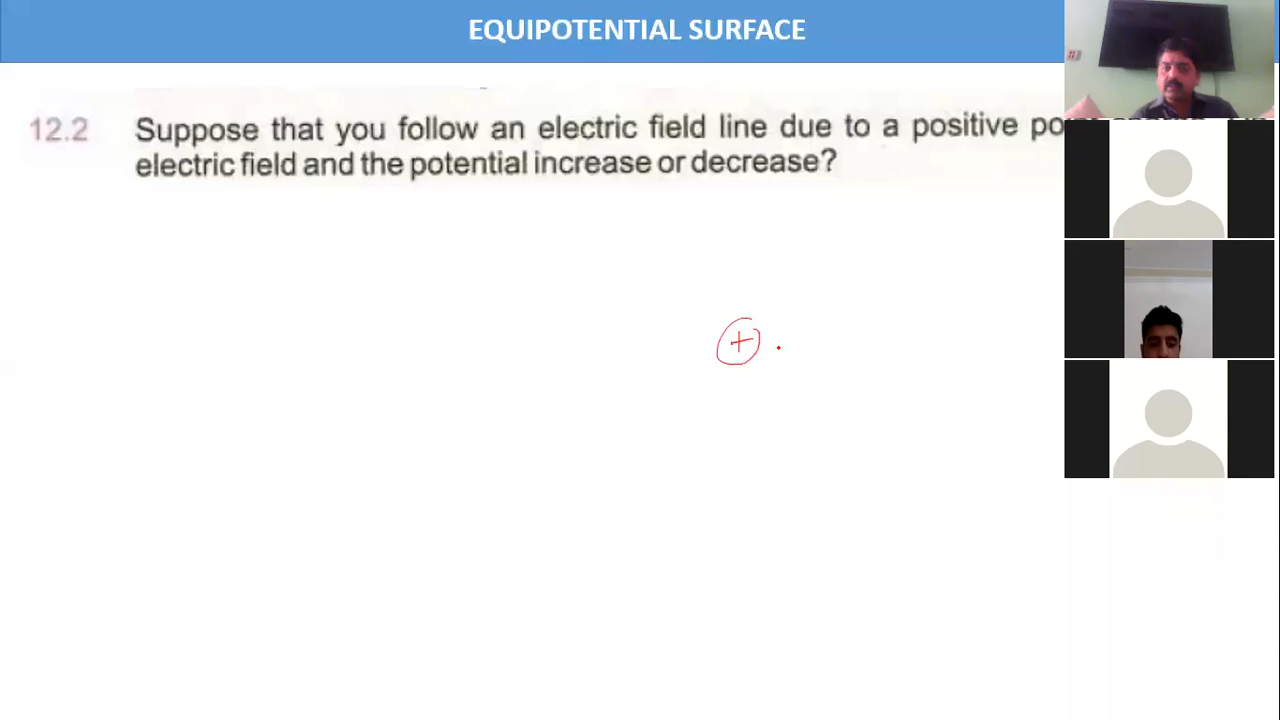 EQUIPOTENTIAL SURFACE
12.2 Suppose that you follow an electric field line due to a positive po
electric field and the potential increase or decrease?
+ .